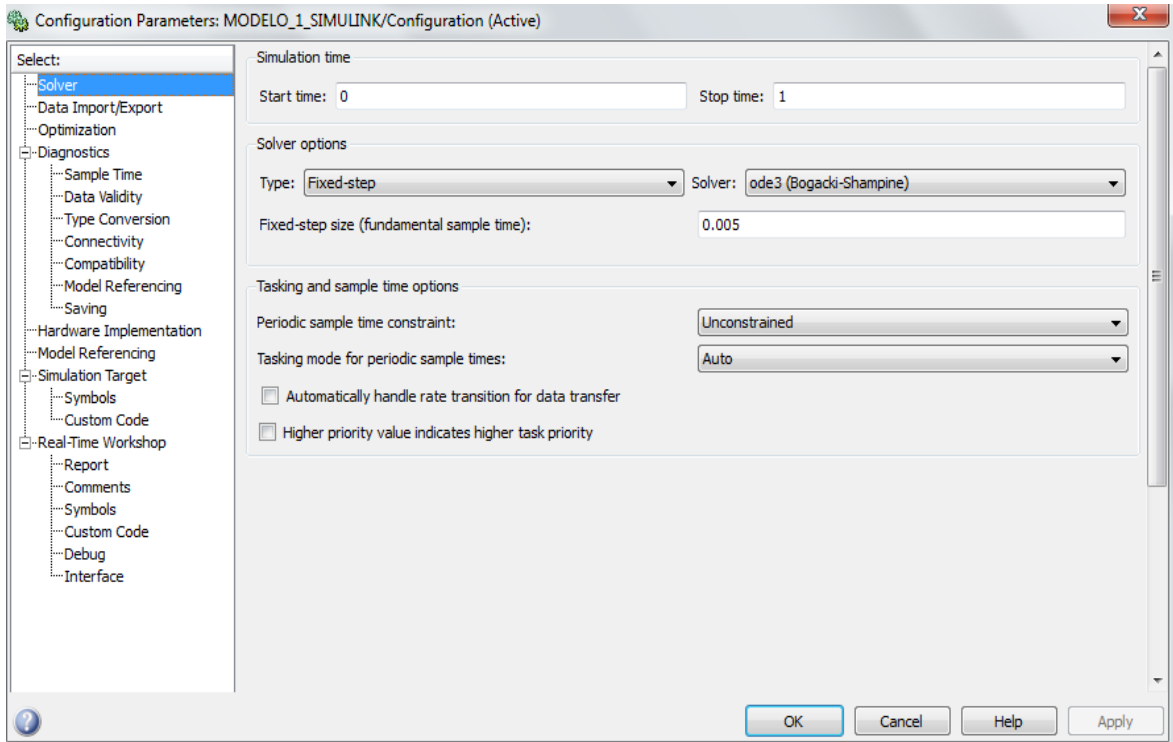 Configuration Parameters: MODELO_1_SIMULINK/Configuration (Active)
Select:
Solver
Data Import/Export
Optimization
Diagnostics
Sample Time
Data Validity
Type Conversion
Connectivity
Compatibility
Model Referencing
Saving
Hardware Implementation
Model Referencing
Simulation Target
Symbols
Custom Code
Real-Time Workshop
Report
Comments
Symbols
Custom Code
Debug
Interface
Simulation time
Start time: 0 Stop time: 1
Solver options
Type: Fixed-step Solver: ode3 (Bogacki-Shampine)
Fixed-step size (fundamental sample time): 0.005
Tasking and sample time options
Periodic sample time constraint: Unconstrained
Tasking mode for periodic sample times: Auto
Automatically handle rate transition for data transfer
Higher priority value indicates higher task priority
OK Cancel Help Apply